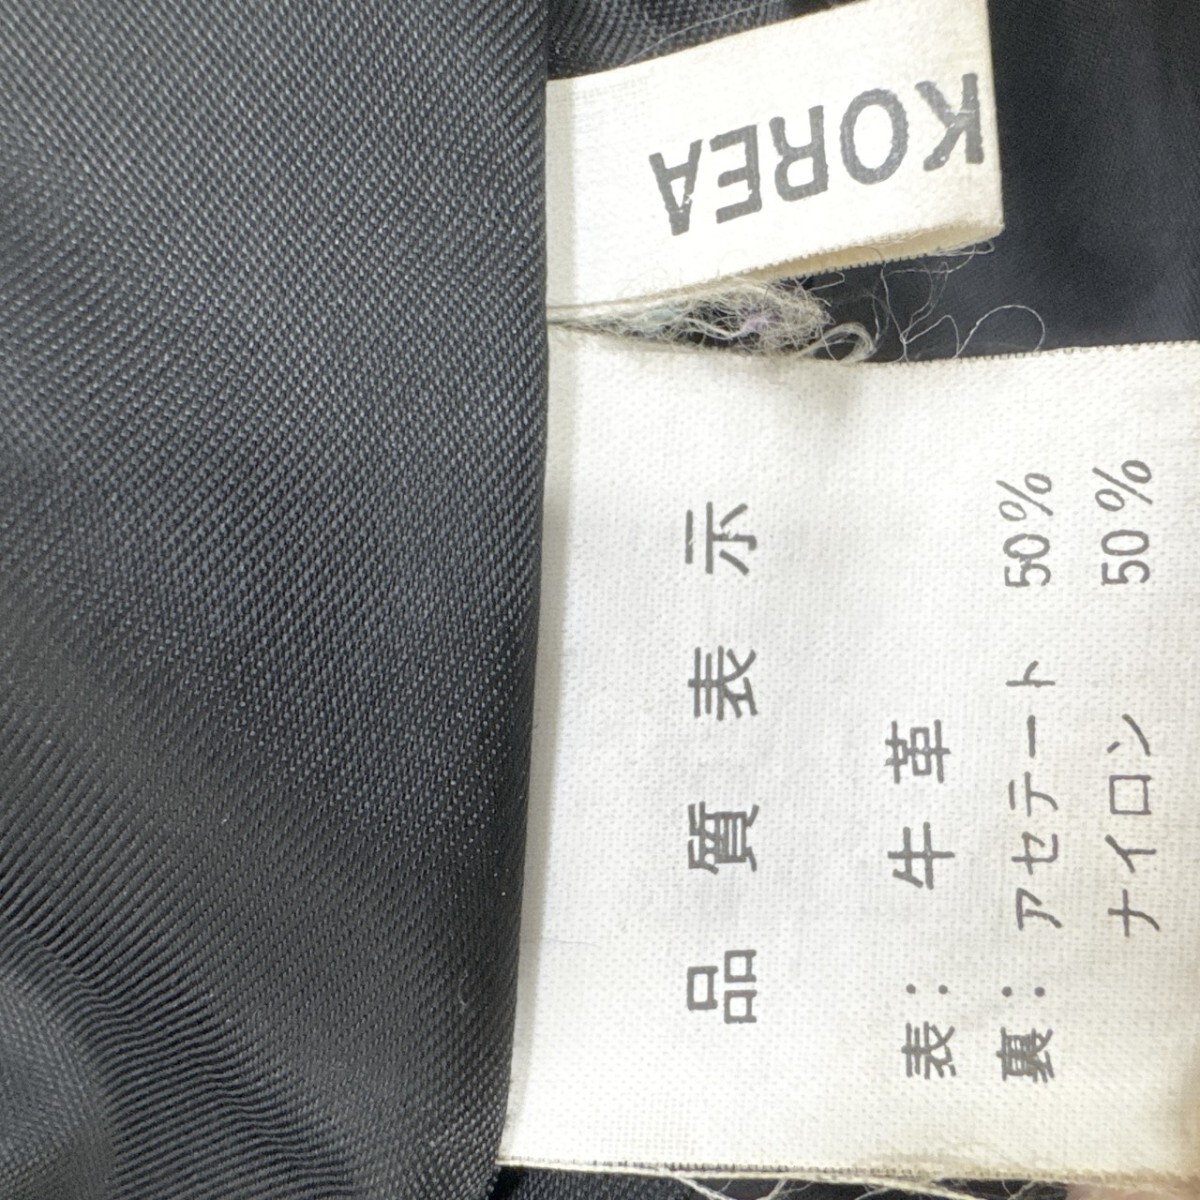 KOREA
品質表示
表: 牛革
裏: アセテート 50%
ナイロン 50%